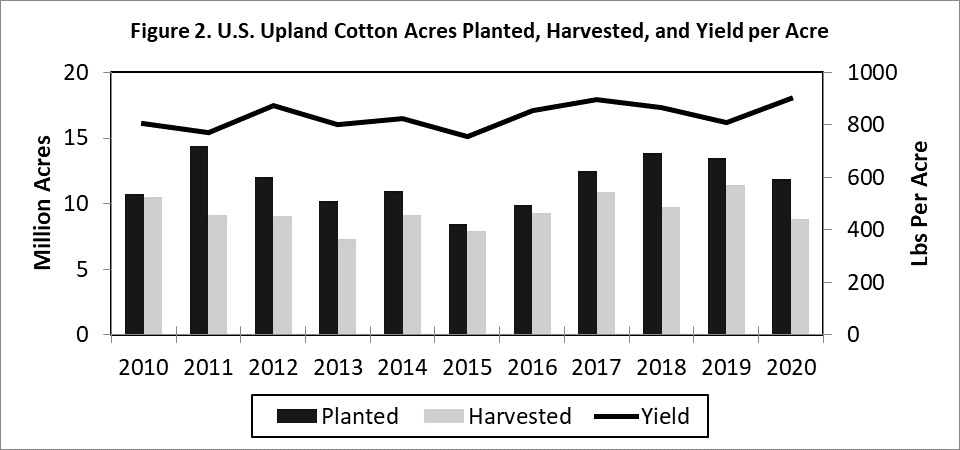 Figure 2. U.S. Upland Cotton Acres Planted, Harvested, and Yield per Acre
20 1000
15 800
10 600
5 400
0 200
0
Million Acres
Lbs Per Acre
2010 2011 2012 2013 2014 2015 2016 2017 2018 2019 2020
Planted Harvested Yield